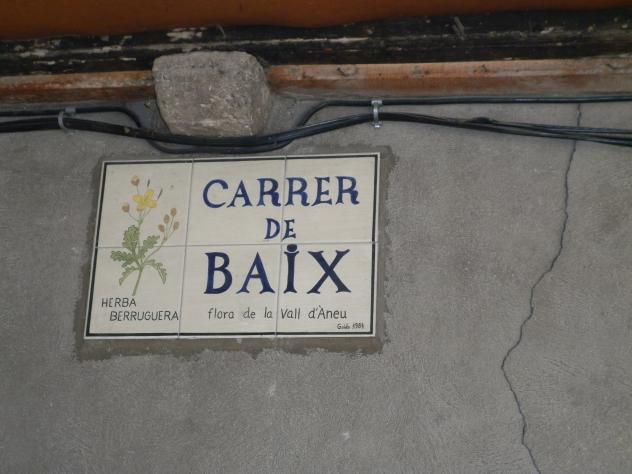 CARRER
DE
BAIX
HERBA
BERRUGUERA
flora de la Vall d'Àneu